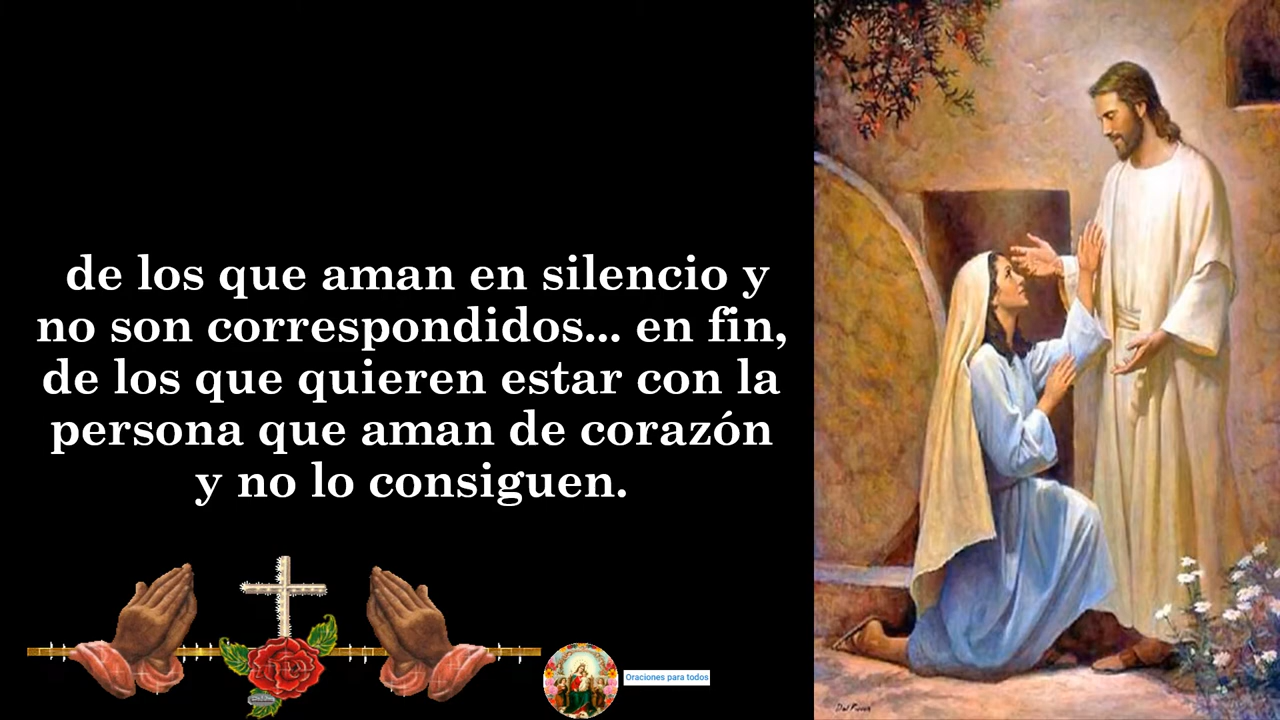 de los que aman en silencio y
no son correspondidos... en fin,
de los que quieren estar con la
persona que aman de corazón
y no lo consiguen.
Oraciones para todos